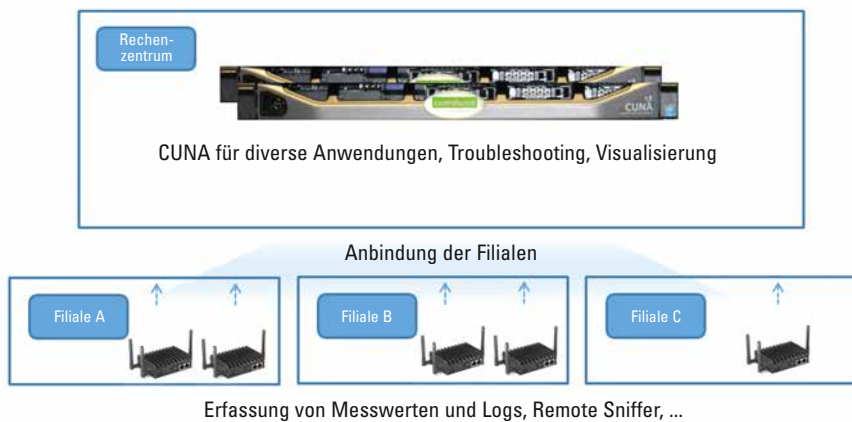 Rechen-
zentrum
CUNA
CUNA für diverse Anwendungen, Troubleshooting, Visualisierung
Anbindung der Filialen
Filiale A
Filiale B
Filiale C
Erfassung von Messwerten und Logs, Remote Sniffer, ...